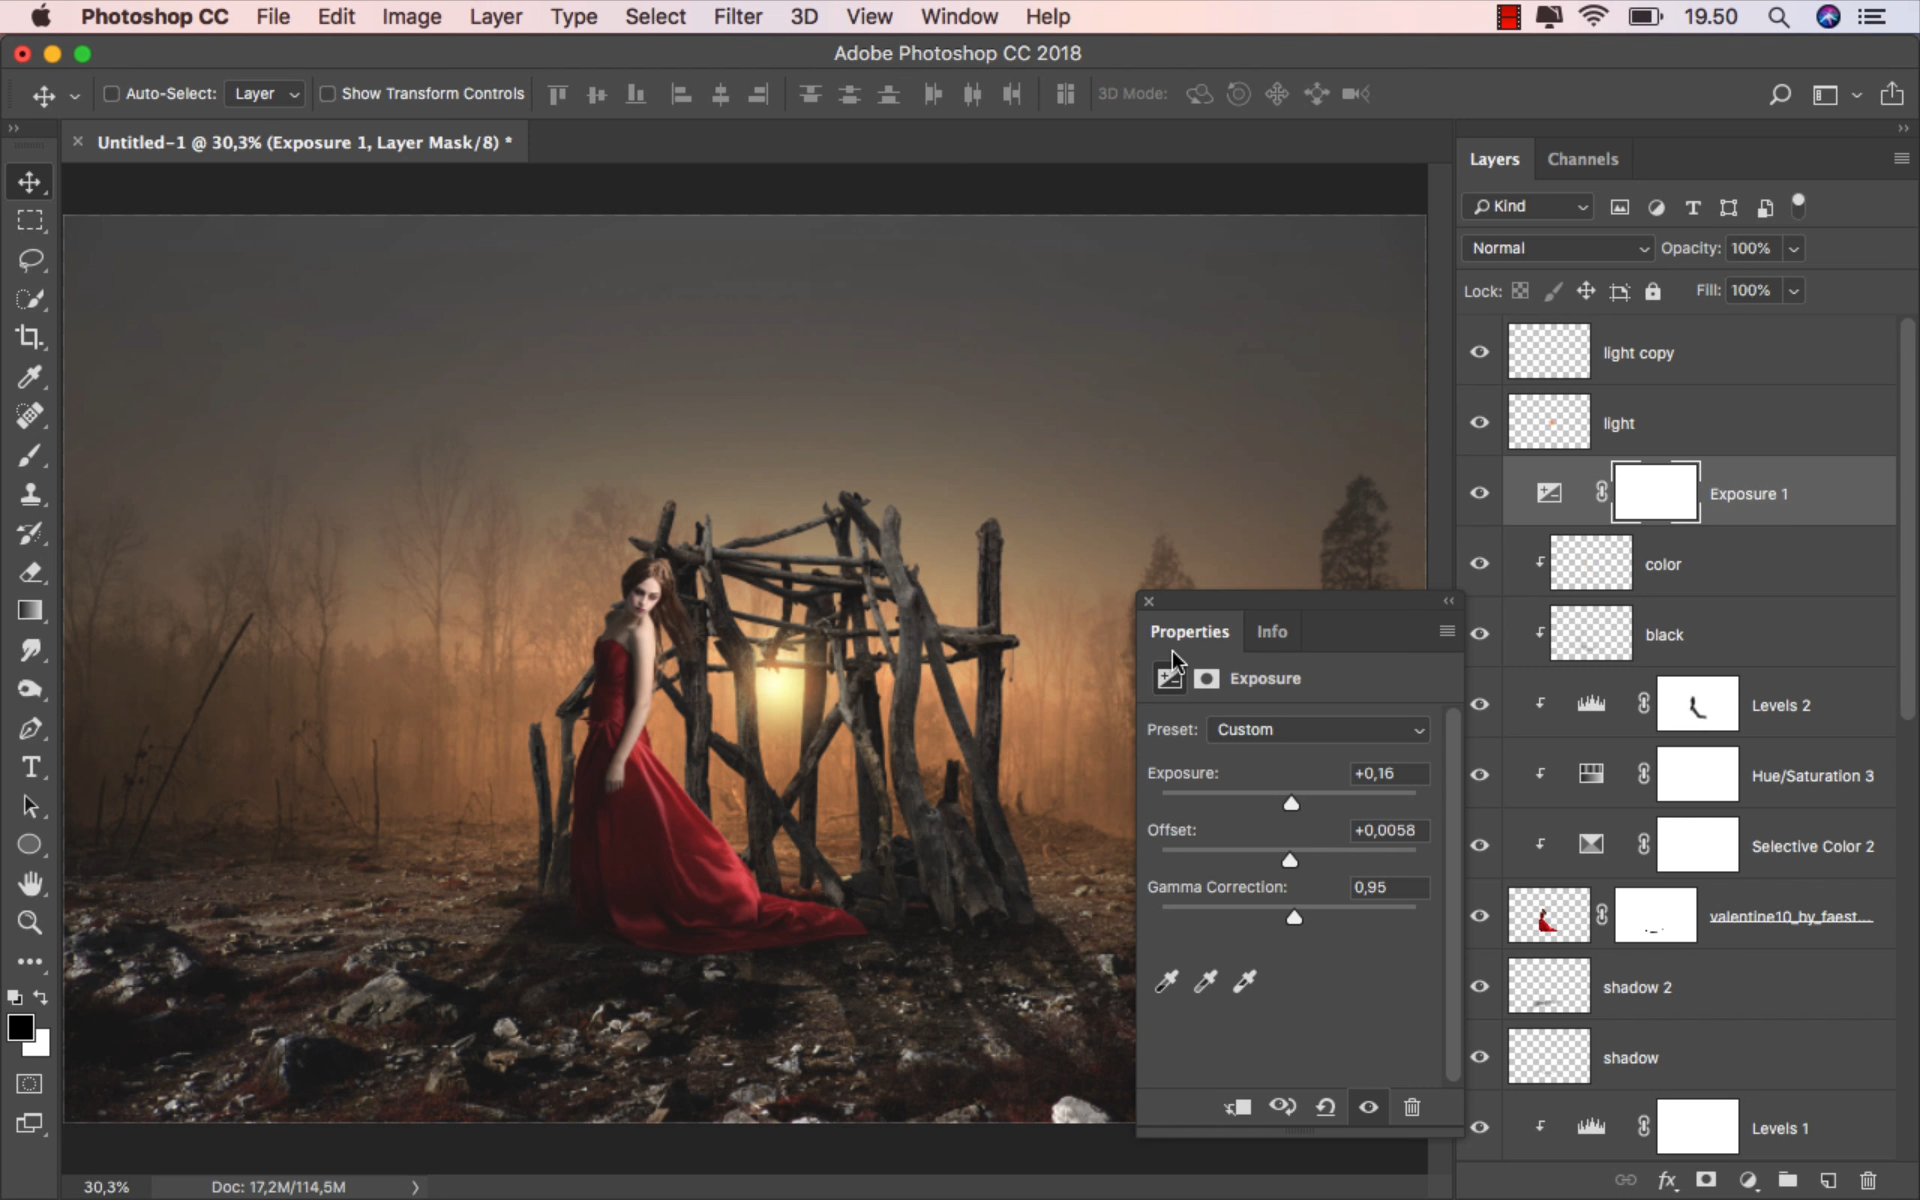 Photoshop CC File Edit Image Layer Type Select Filter 3D View Window Help 19.50
Adobe Photoshop CC 2018
Auto-Select: Layer Show Transform Controls 3D Mode:
Untitled-1 @ 30,3% (Exposure 1, Layer Mask/8) *
Layers Channels
Kind
Normal Opacity: 100%
Lock: Fill: 100%
light copy
light
Exposure 1
color
black
Levels 2
Hue/Saturation 3
Selective Color 2
valentine10_by_faest...
shadow 2
shadow
Levels 1
Properties Info
Exposure
Preset: Custom
Exposure: +0,16
Offset: +0,0058
Gamma Correction: 0,95
30,3% Doc: 17,2M/114,5M